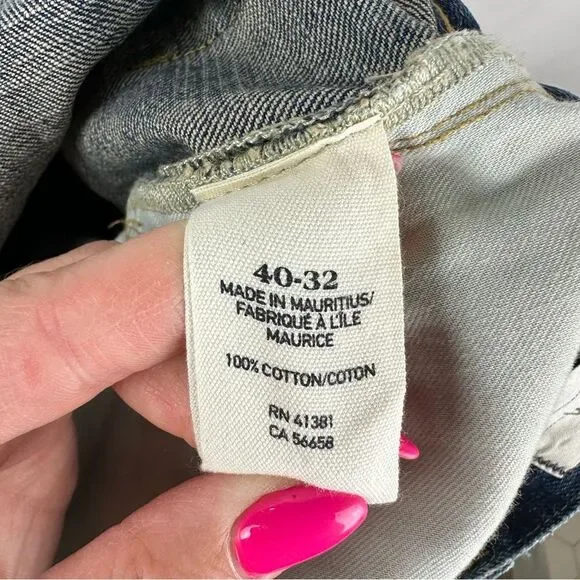 40-32
MADE IN MAURITIUS/
FABRIQUÉ À L'ÎLE
MAURICE
100% COTTON/COTON
RN 41381
CA 56658